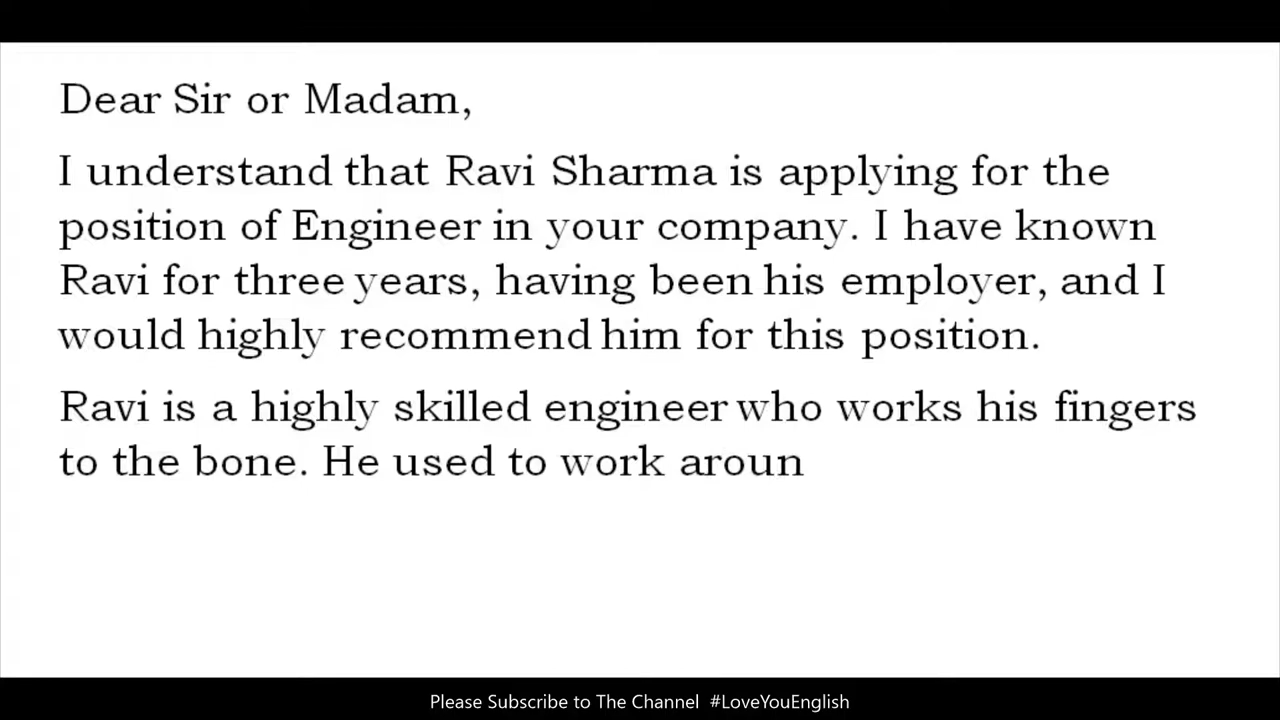 Dear Sir or Madam,
I understand that Ravi Sharma is applying for the
position of Engineer in your company. I have known
Ravi for three years, having been his employer, and I
would highly recommend him for this position.
Ravi is a highly skilled engineer who works his fingers
to the bone. He used to work aroun
Please Subscribe to The Channel #LoveYouEnglish